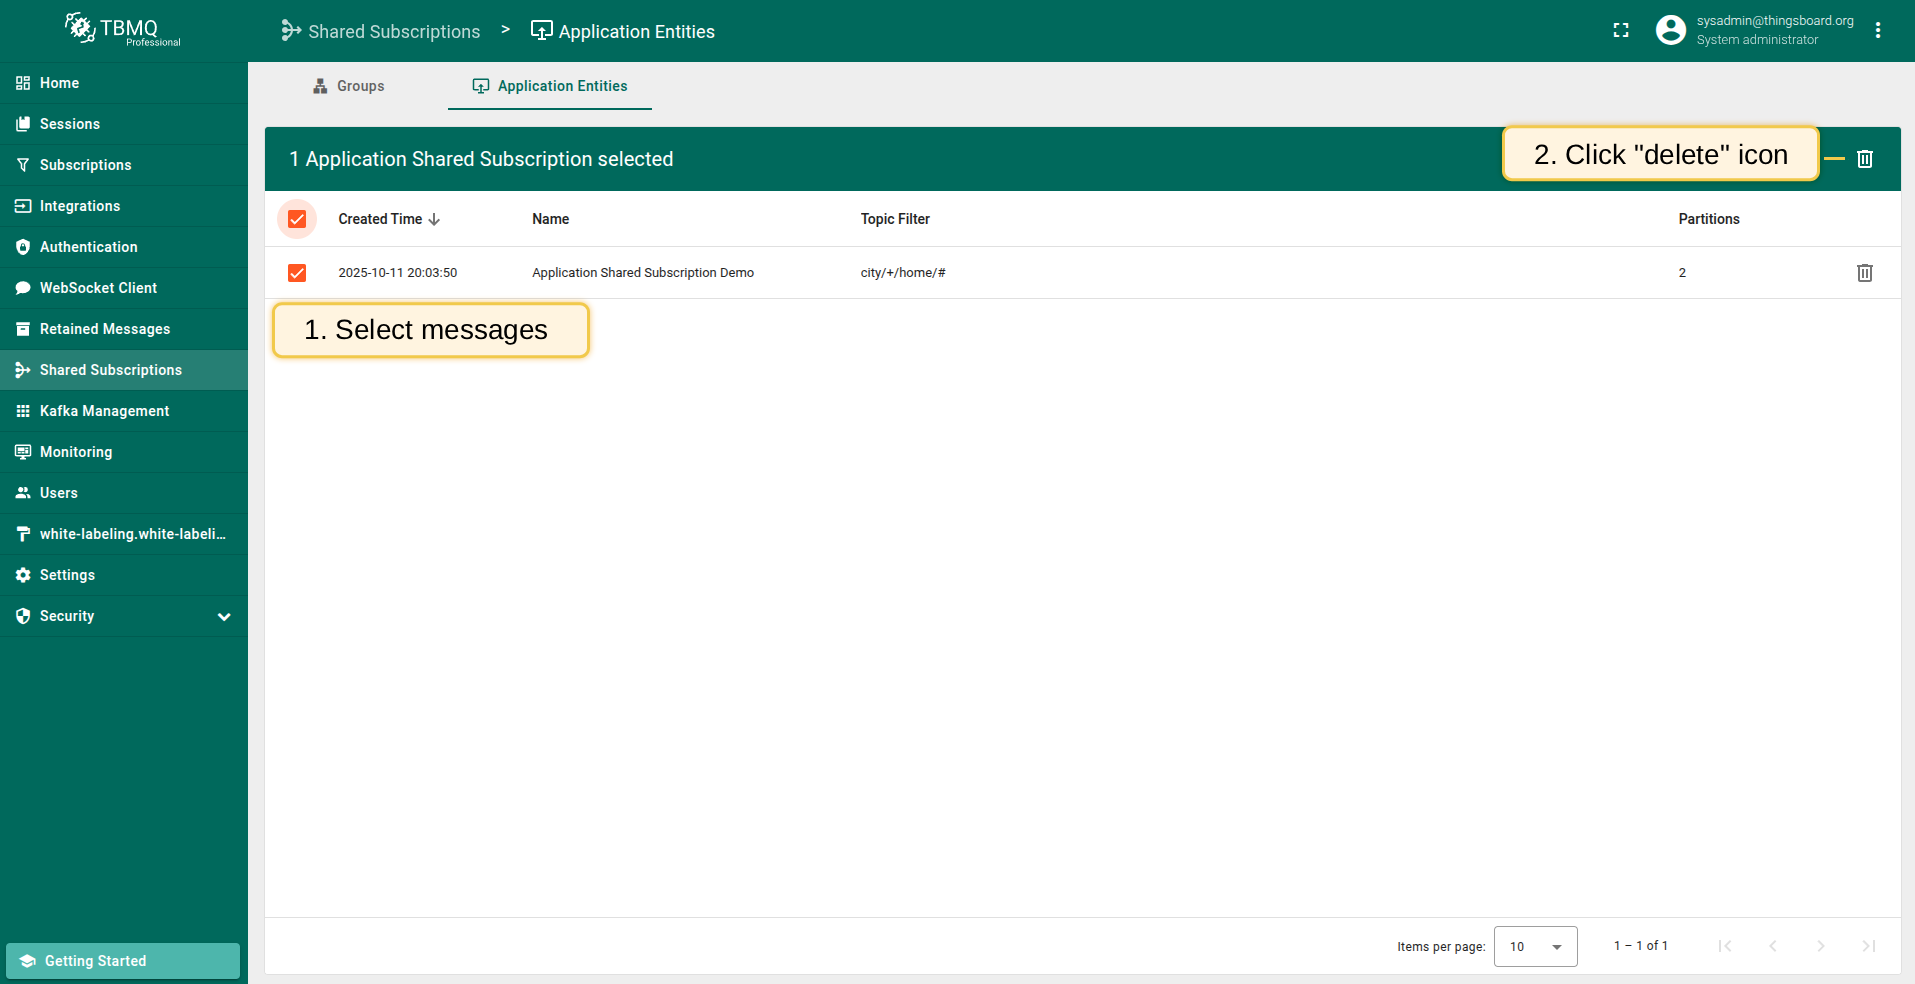 TBMQ
Professional
Shared Subscriptions > Application Entities
sysadmin@thingsboard.org
System administrator
Home
Sessions
Subscriptions
Integrations
Authentication
WebSocket Client
Retained Messages
Shared Subscriptions
Kafka Management
Monitoring
Users
white-labeling.white-labeli...
Settings
Security
Getting Started
Groups
Application Entities
1 Application Shared Subscription selected
2. Click "delete" icon
Created Time Name Topic Filter Partitions
2025-10-11 20:03:50 Application Shared Subscription Demo city/+/home/# 2
1. Select messages
Items per page: 10 1 – 1 of 1